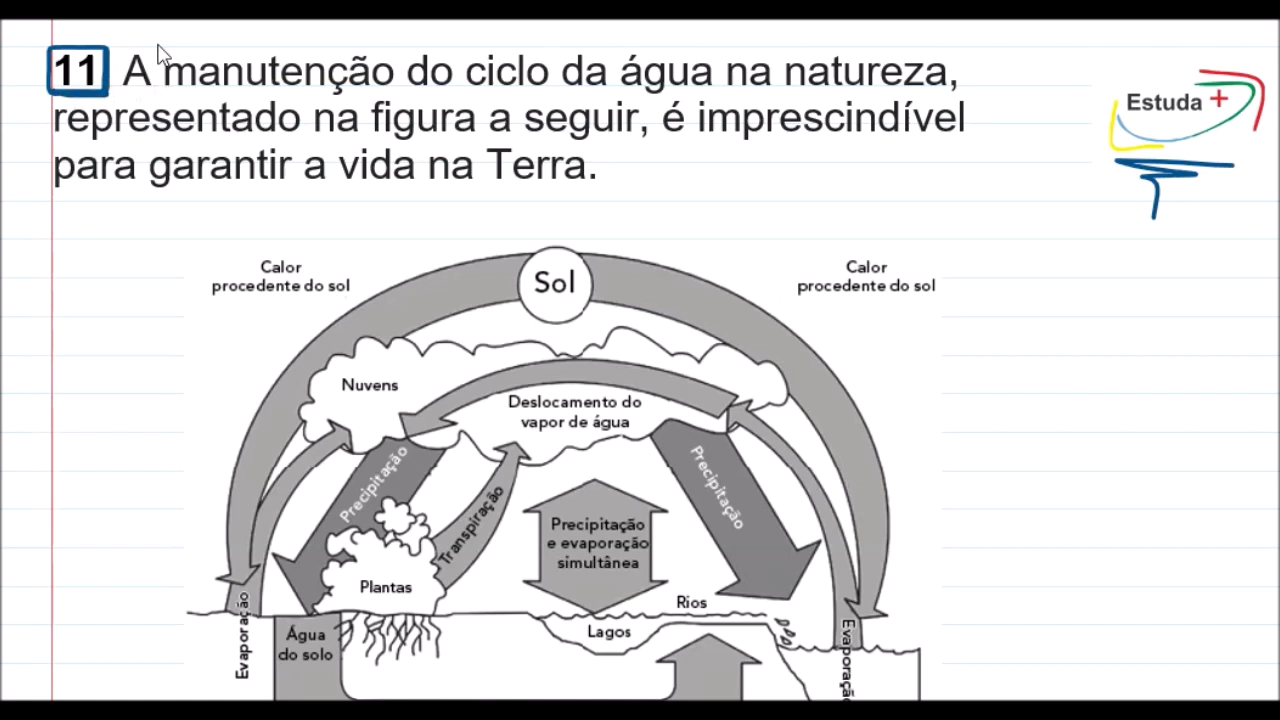 11 A manutenção do ciclo da água na natureza,
representado na figura a seguir, é imprescindível
para garantir a vida na Terra.
Estuda +
Calor
procedente do sol
Sol
Calor
procedente do sol
Nuvens
Deslocamento do
vapor de água
Precipitação
Transpiração
Precipitação
e evaporação
simultânea
Precipitação
Plantas
Rios
Lagos
Evaporação
Água
do solo
Evaporação